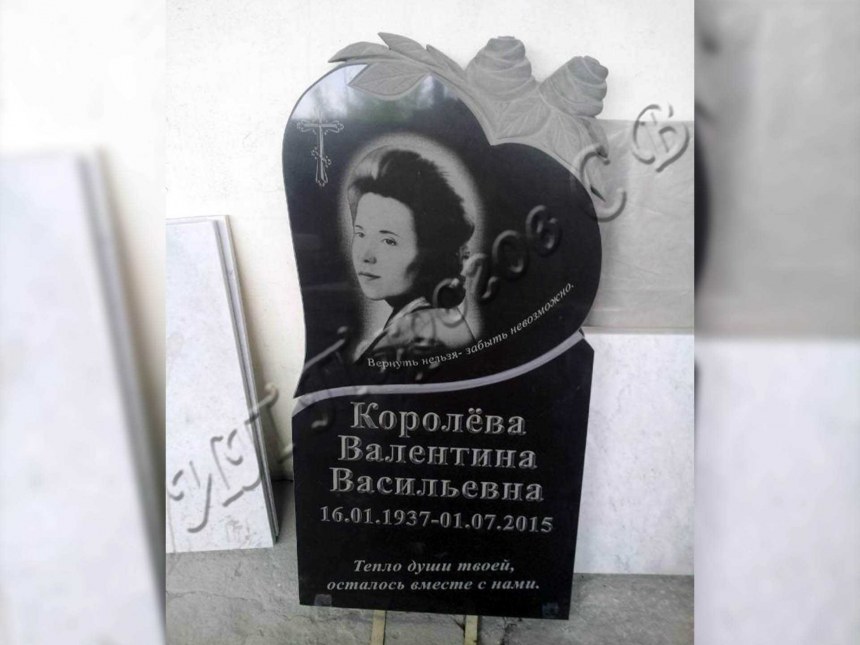 Вернуть нельзя- забыть невозможно.
Королёва
Валентина
Васильевна
16.01.1937-01.07.2015
Тепло души твоей,
осталось вместе с нами.